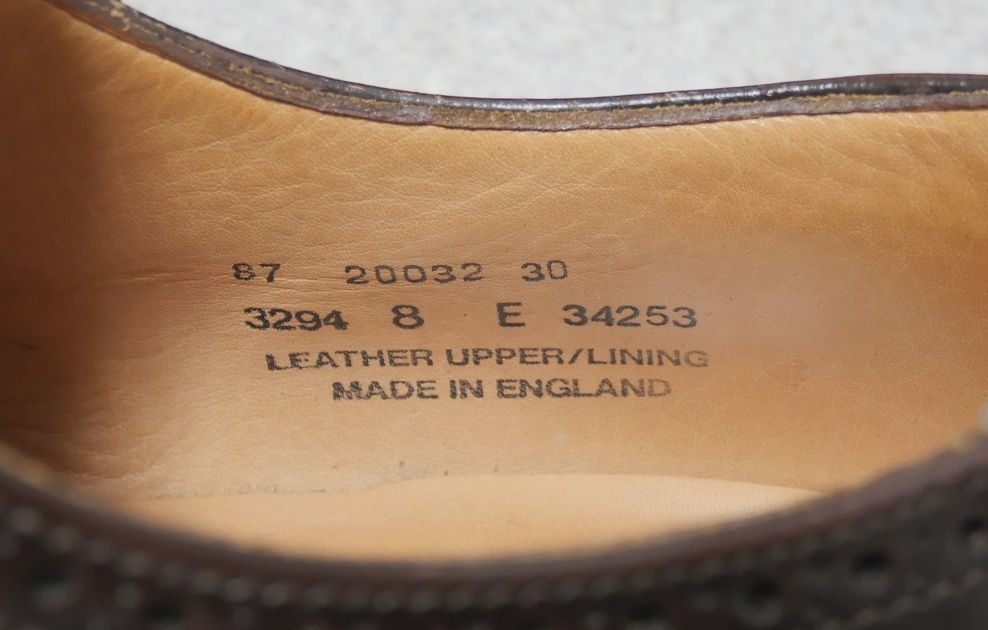 87 20032 30
3294 8 E 34253
LEATHER UPPER/LINING
MADE IN ENGLAND